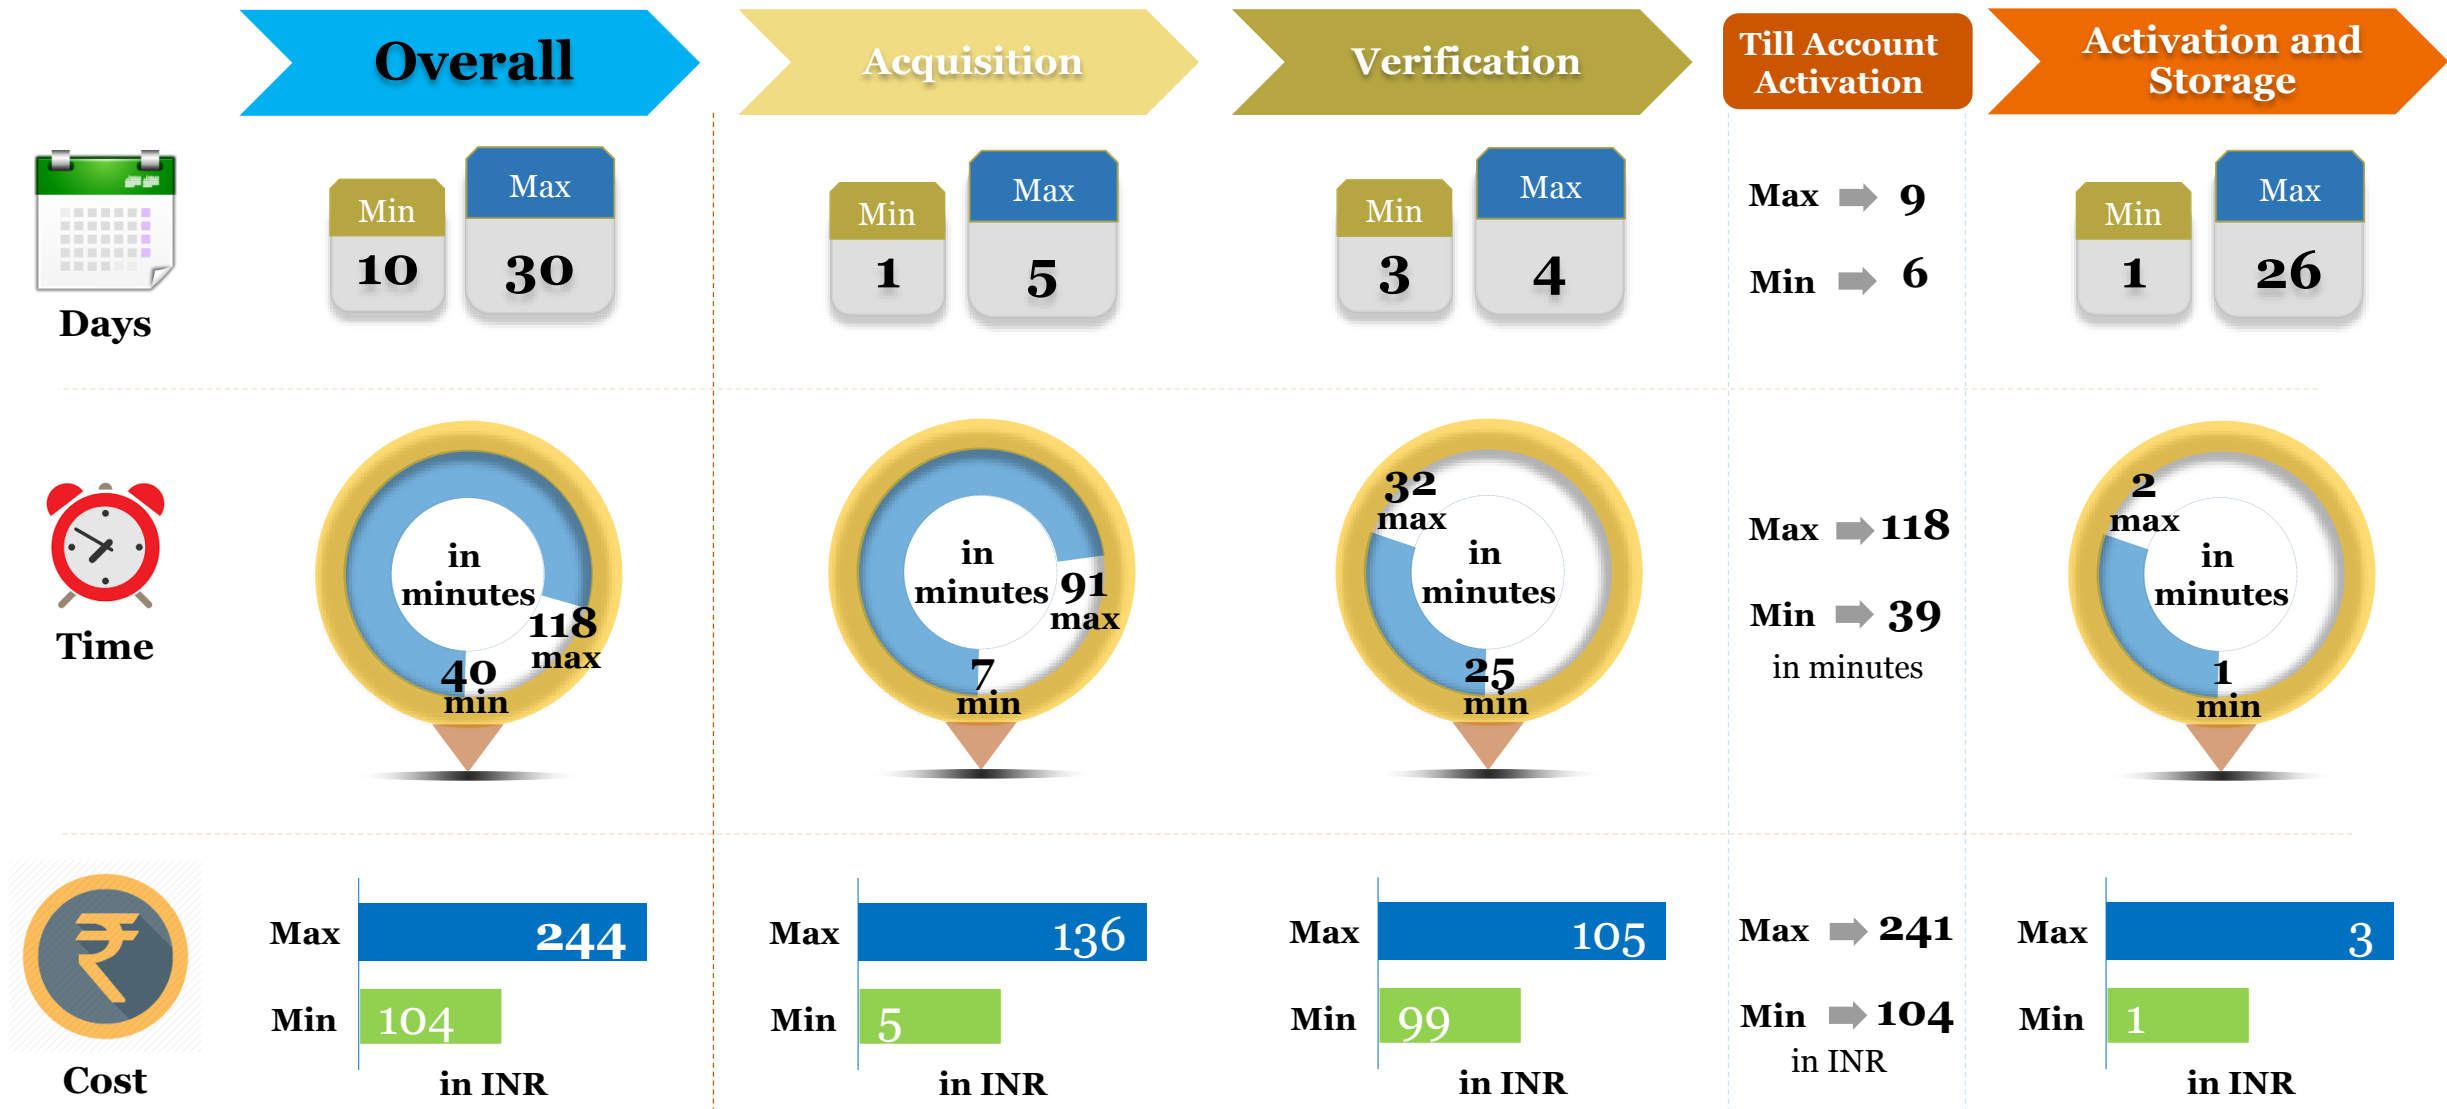 Overall
Acquisition
Verification
Till Account
Activation
Activation and
Storage
Days
Min
10
Max
30
Min
1
Max
5
Min
3
Max
4
Max 9
Min 6
Min
1
Max
26
Time
in
minutes
118
max
40
min
in
minutes
91
max
7
min
32
max
in
minutes
25
min
Max 118
Min 39
in minutes
2
max
in
minutes
1
min
Cost
Max 244
Min 104
in INR
Max 136
Min 5
in INR
Max 105
Min 99
in INR
Max 241
Min 104
in INR
Max 3
Min 1
in INR